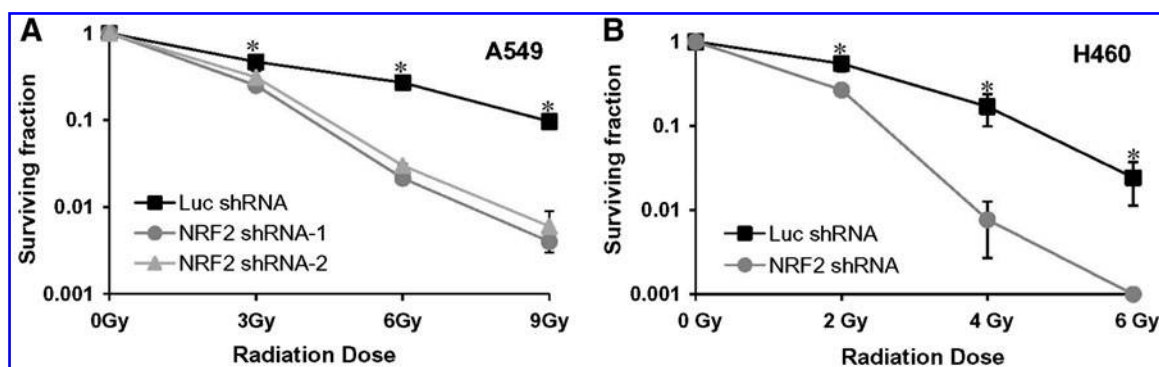 A
A549
Surviving fraction
1
0.1
0.01
0.001
*
*
*
Luc shRNA
NRF2 shRNA-1
NRF2 shRNA-2
0Gy
3Gy
6Gy
9Gy
Radiation Dose
B
H460
Surviving fraction
1
0.1
0.01
0.001
*
*
*
Luc shRNA
NRF2 shRNA
0 Gy
2 Gy
4 Gy
6 Gy
Radiation Dose